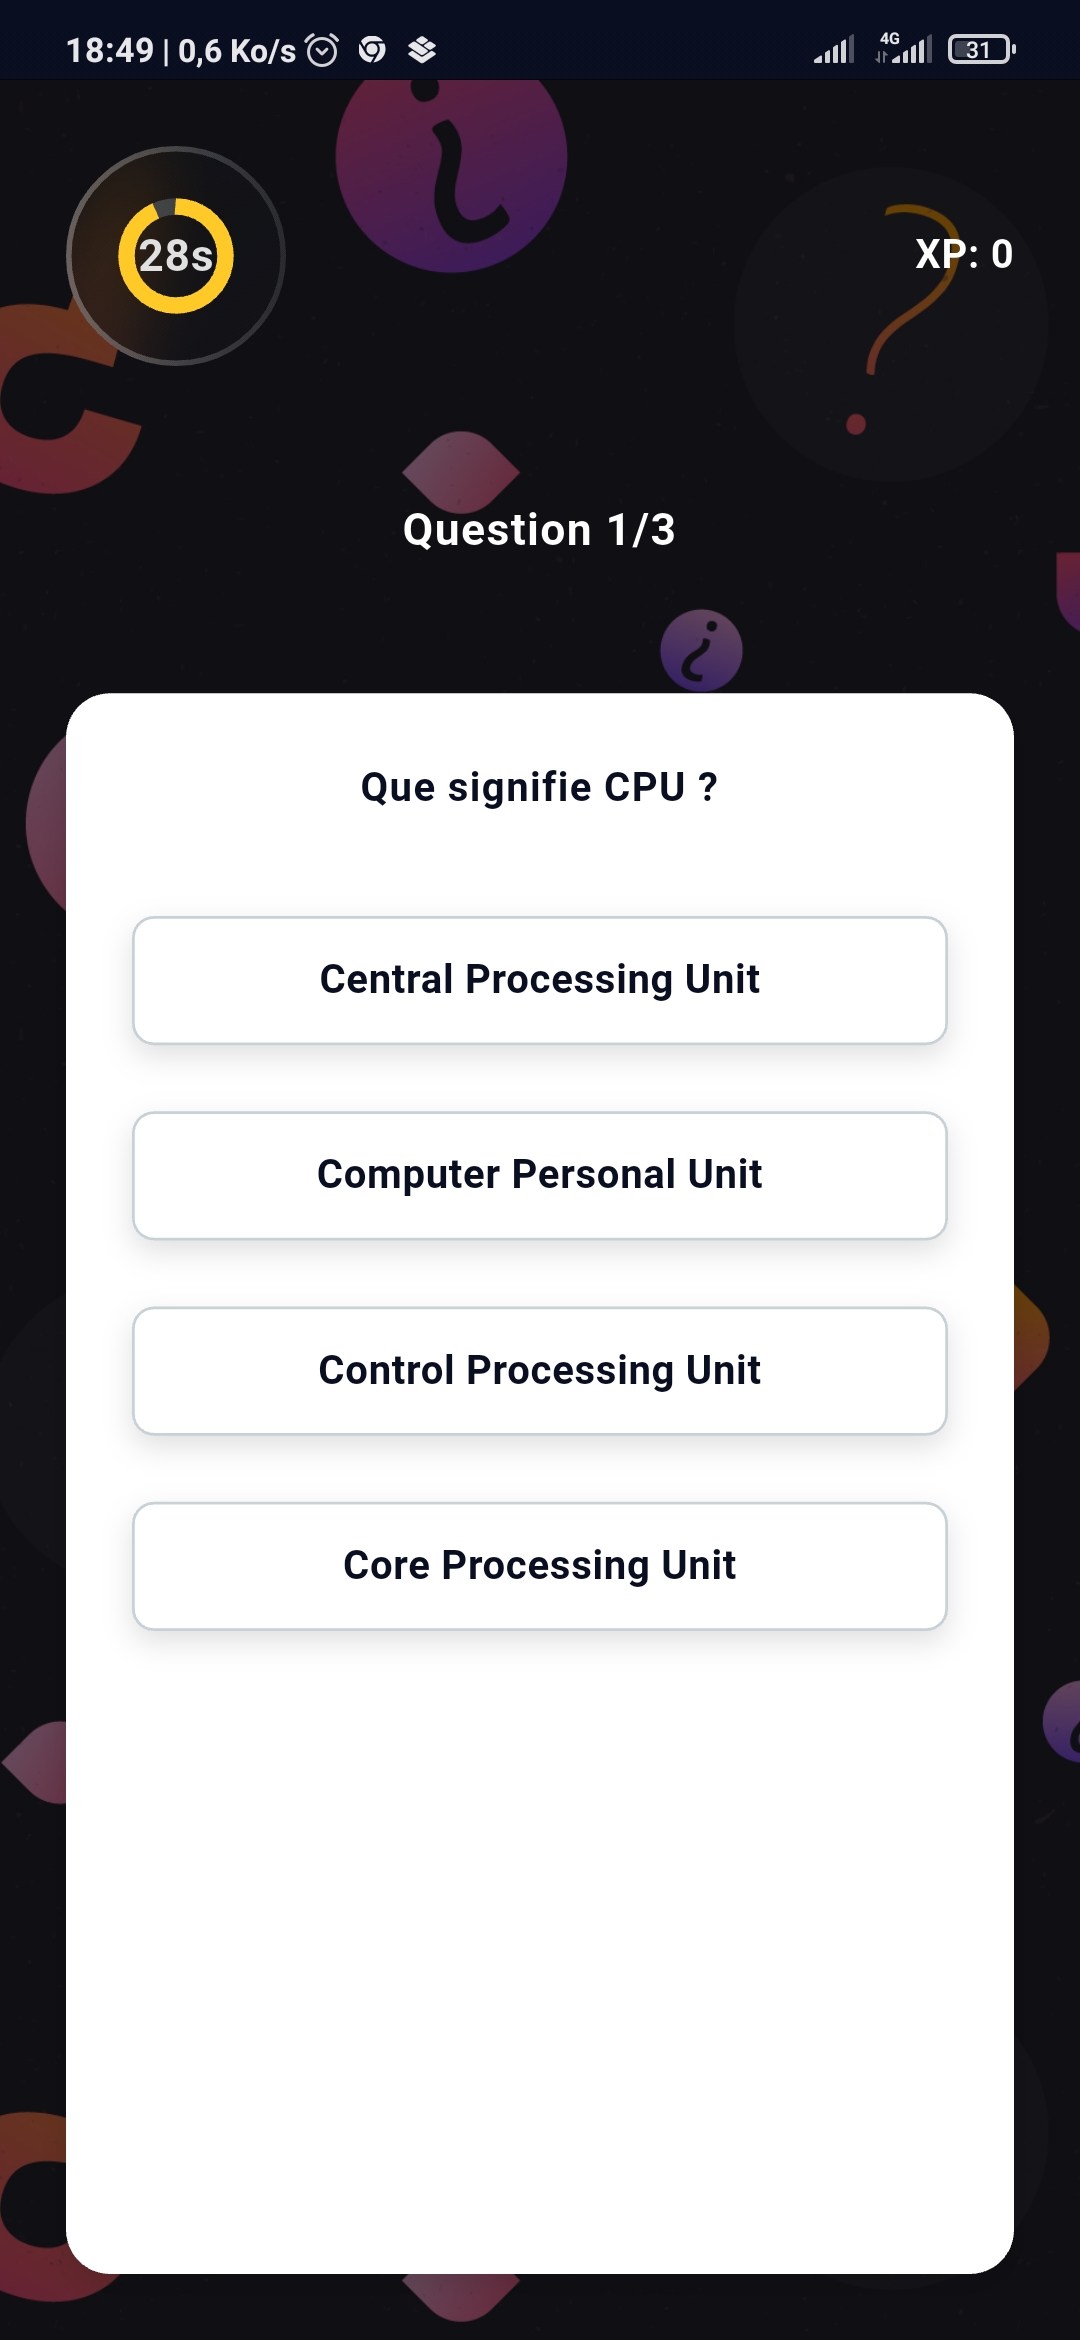 18:49 | 0,6 Ko/s
4G
31
28s
XP: 0
Question 1/3
Que signifie CPU ?
Central Processing Unit
Computer Personal Unit
Control Processing Unit
Core Processing Unit